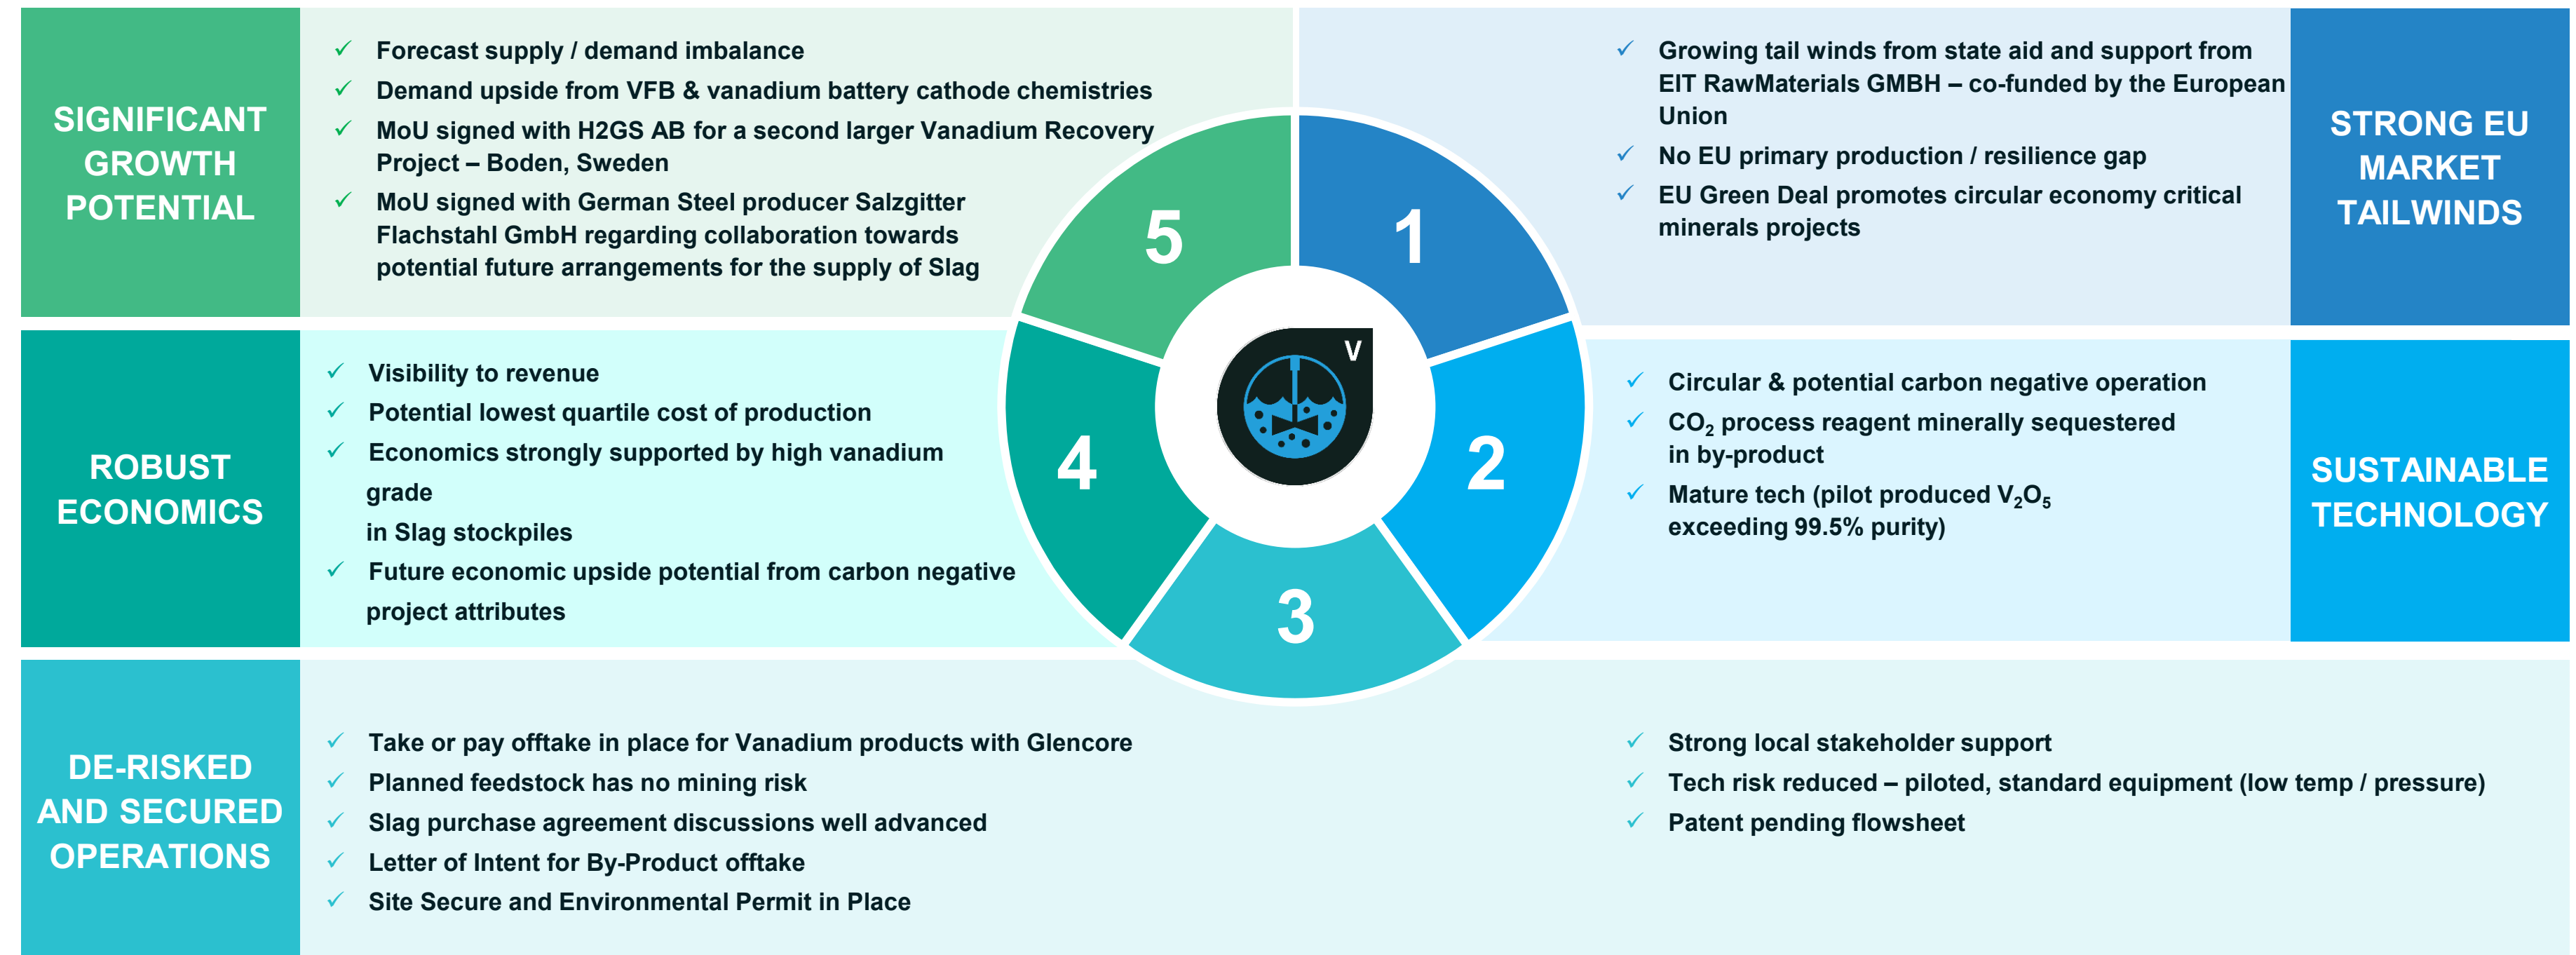 SIGNIFICANT
GROWTH
POTENTIAL
✓ Forecast supply / demand imbalance
✓ Demand upside from VFB & vanadium battery cathode chemistries
✓ MoU signed with H2GS AB for a second larger Vanadium Recovery
Project – Boden, Sweden
✓ MoU signed with German Steel producer Salzgitter
Flachstahl GmbH regarding collaboration towards
potential future arrangements for the supply of Slag
5
1
✓ Growing tail winds from state aid and support from
EIT RawMaterials GMBH – co-funded by the European
Union
✓ No EU primary production / resilience gap
✓ EU Green Deal promotes circular economy critical
minerals projects
STRONG EU
MARKET
TAILWINDS
ROBUST
ECONOMICS
✓ Visibility to revenue
✓ Potential lowest quartile cost of production
✓ Economics strongly supported by high vanadium
grade
in Slag stockpiles
✓ Future economic upside potential from carbon negative
project attributes
4
V
2
✓ Circular & potential carbon negative operation
✓ CO₂ process reagent minerally sequestered
in by-product
✓ Mature tech (pilot produced V₂O₅
exceeding 99.5% purity)
SUSTAINABLE
TECHNOLOGY
3
DE-RISKED
AND SECURED
OPERATIONS
✓ Take or pay offtake in place for Vanadium products with Glencore
✓ Planned feedstock has no mining risk
✓ Slag purchase agreement discussions well advanced
✓ Letter of Intent for By-Product offtake
✓ Site Secure and Environmental Permit in Place
✓ Strong local stakeholder support
✓ Tech risk reduced – piloted, standard equipment (low temp / pressure)
✓ Patent pending flowsheet